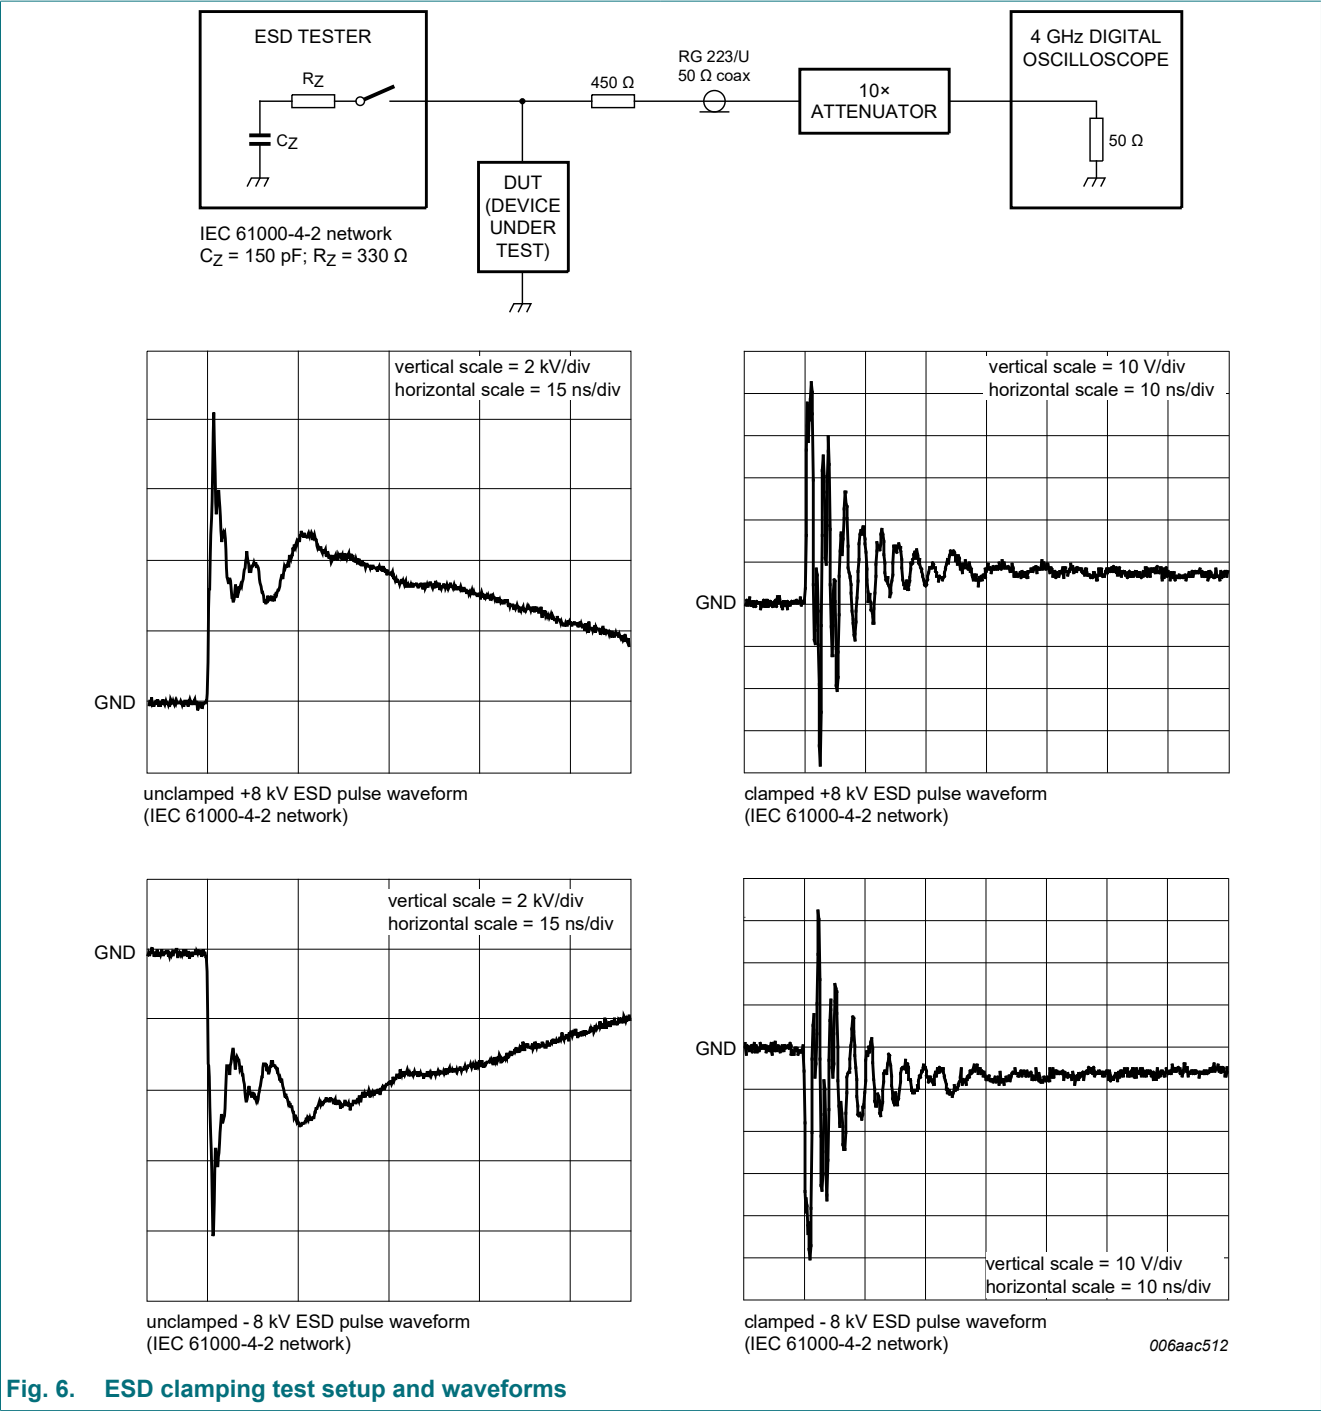 ESD TESTER
RZ
CZ
IEC 61000-4-2 network
CZ = 150 pF; RZ = 330 Ω
450 Ω
RG 223/U
50 Ω coax
10×
ATTENUATOR
4 GHz DIGITAL
OSCILLOSCOPE
50 Ω
DUT
(DEVICE
UNDER
TEST)
vertical scale = 2 kV/div
horizontal scale = 15 ns/div
GND
unclamped +8 kV ESD pulse waveform
(IEC 61000-4-2 network)
vertical scale = 10 V/div
horizontal scale = 10 ns/div
GND
clamped +8 kV ESD pulse waveform
(IEC 61000-4-2 network)
vertical scale = 2 kV/div
horizontal scale = 15 ns/div
GND
unclamped - 8 kV ESD pulse waveform
(IEC 61000-4-2 network)
GND
vertical scale = 10 V/div
horizontal scale = 10 ns/div
clamped - 8 kV ESD pulse waveform
(IEC 61000-4-2 network)
006aac512
Fig. 6. ESD clamping test setup and waveforms